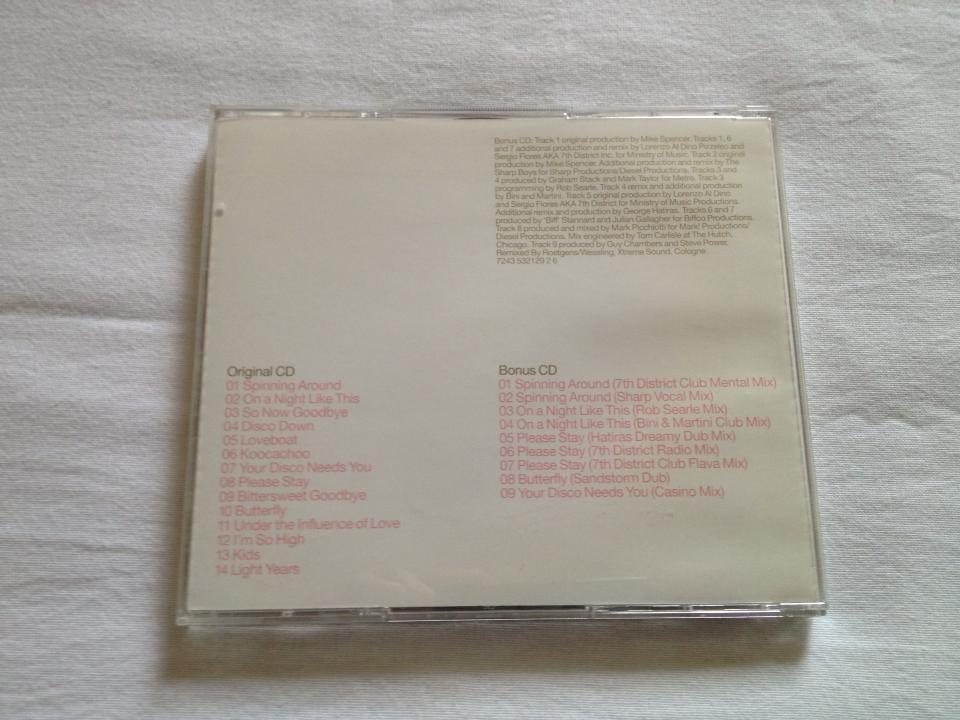 Bonus CD: Track 1 original production by Mike Spencer. Tracks 1, 6
and 7 additional production and remix by Lorenzo Al Dino Pizzeleo and
Sergio Flores AKA 7th District Inc. for Ministry of Music. Track 2 original
production by Mike Spencer. Additional production and remix by The
Sharp Boys for Sharp Productions/Diesel Productions. Tracks 3 and
4 produced by Graham Stack and Mark Taylor for Metro. Track 3
programming by Rob Searle. Track 4 remix and additional production
by Bini and Martini. Track 5 original production by Lorenzo Al Dino
and Sergio Flores AKA 7th District for Ministry of Music Productions.
Additional remix and production by George Hatiras. Tracks 6 and 7
produced by 'Biff' Stannard and Julian Gallagher for Biffco Productions.
Track 8 produced and mixed by Mark Picchiotti for Mark! Productions/
Diesel Productions. Mix engineered by Tom Carlisle at The Hutch,
Chicago. Track 9 produced by Guy Chambers and Steve Power.
Remixed By Roetgens/Wessling, Xtreme Sound, Cologne.
7243 532129 2 6
Original CD
01 Spinning Around
02 On a Night Like This
03 So Now Goodbye
04 Disco Down
05 Loveboat
06 Koocachoo
07 Your Disco Needs You
08 Please Stay
09 Bittersweet Goodbye
10 Butterfly
11 Under the Influence of Love
12 I'm So High
13 Kids
14 Light Years
Bonus CD
01 Spinning Around (7th District Club Mental Mix)
02 Spinning Around (Sharp Vocal Mix)
03 On a Night Like This (Rob Searle Mix)
04 On a Night Like This (Bini & Martini Club Mix)
05 Please Stay (Hatiras Dreamy Dub Mix)
06 Please Stay (7th District Radio Mix)
07 Please Stay (7th District Club Flava Mix)
08 Butterfly (Sandstorm Dub)
09 Your Disco Needs You (Casino Mix)